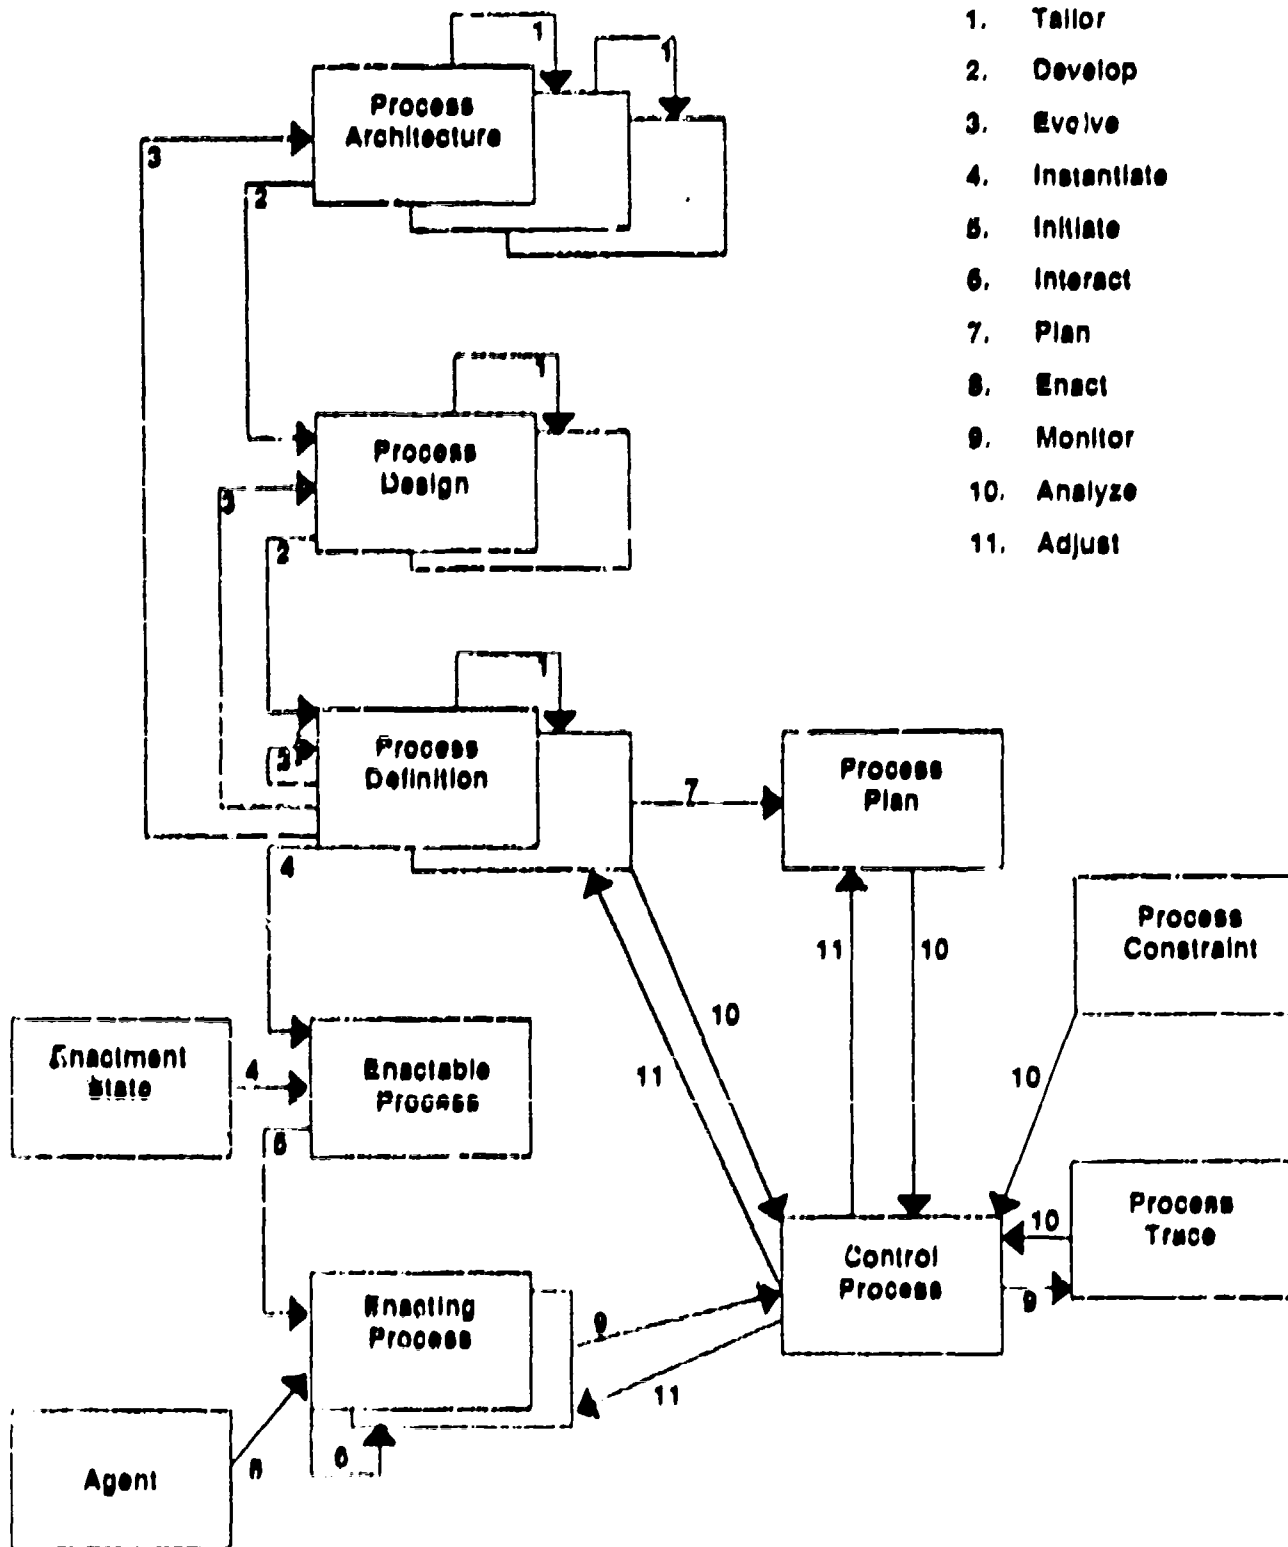 1. Tailor
2. Develop
3. Evolve
4. Instantiate
5. Initiate
6. Interact
7. Plan
8. Enact
9. Monitor
10. Analyze
11. Adjust
1
1
Process
Architecture
3
2
1
Process
Design
3
2
1
Process
Definition
3
7
Process
Plan
4
11
10
Process
Constraint
10
11
10
Enactment
State
4
Enactable
Process
5
Process
Trace
10
Control
Process
9
Enacting
Process
9
11
6
Agent